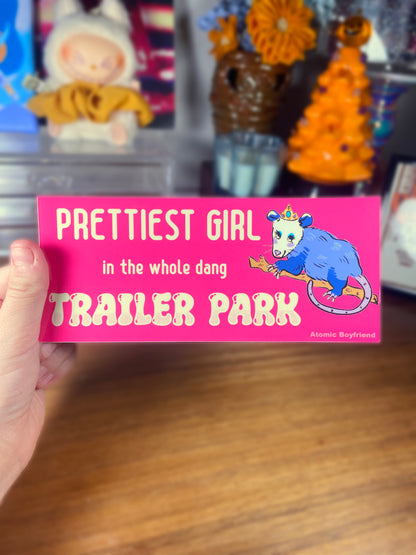 PRETTIEST GIRL
in the whole dang
TRAILER PARK
Atomic Boyfriend